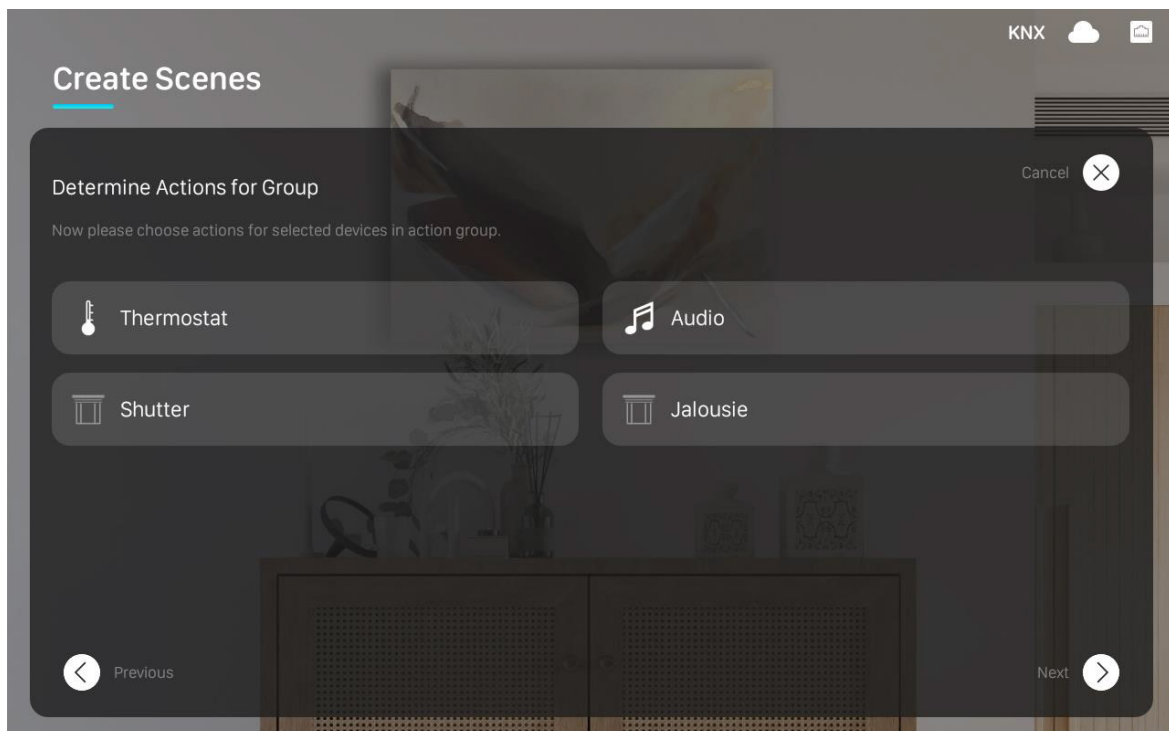 KNX
Create Scenes
Determine Actions for Group
Cancel
Now please choose actions for selected devices in action group.
Thermostat
Audio
Shutter
Jalousie
Previous
Next